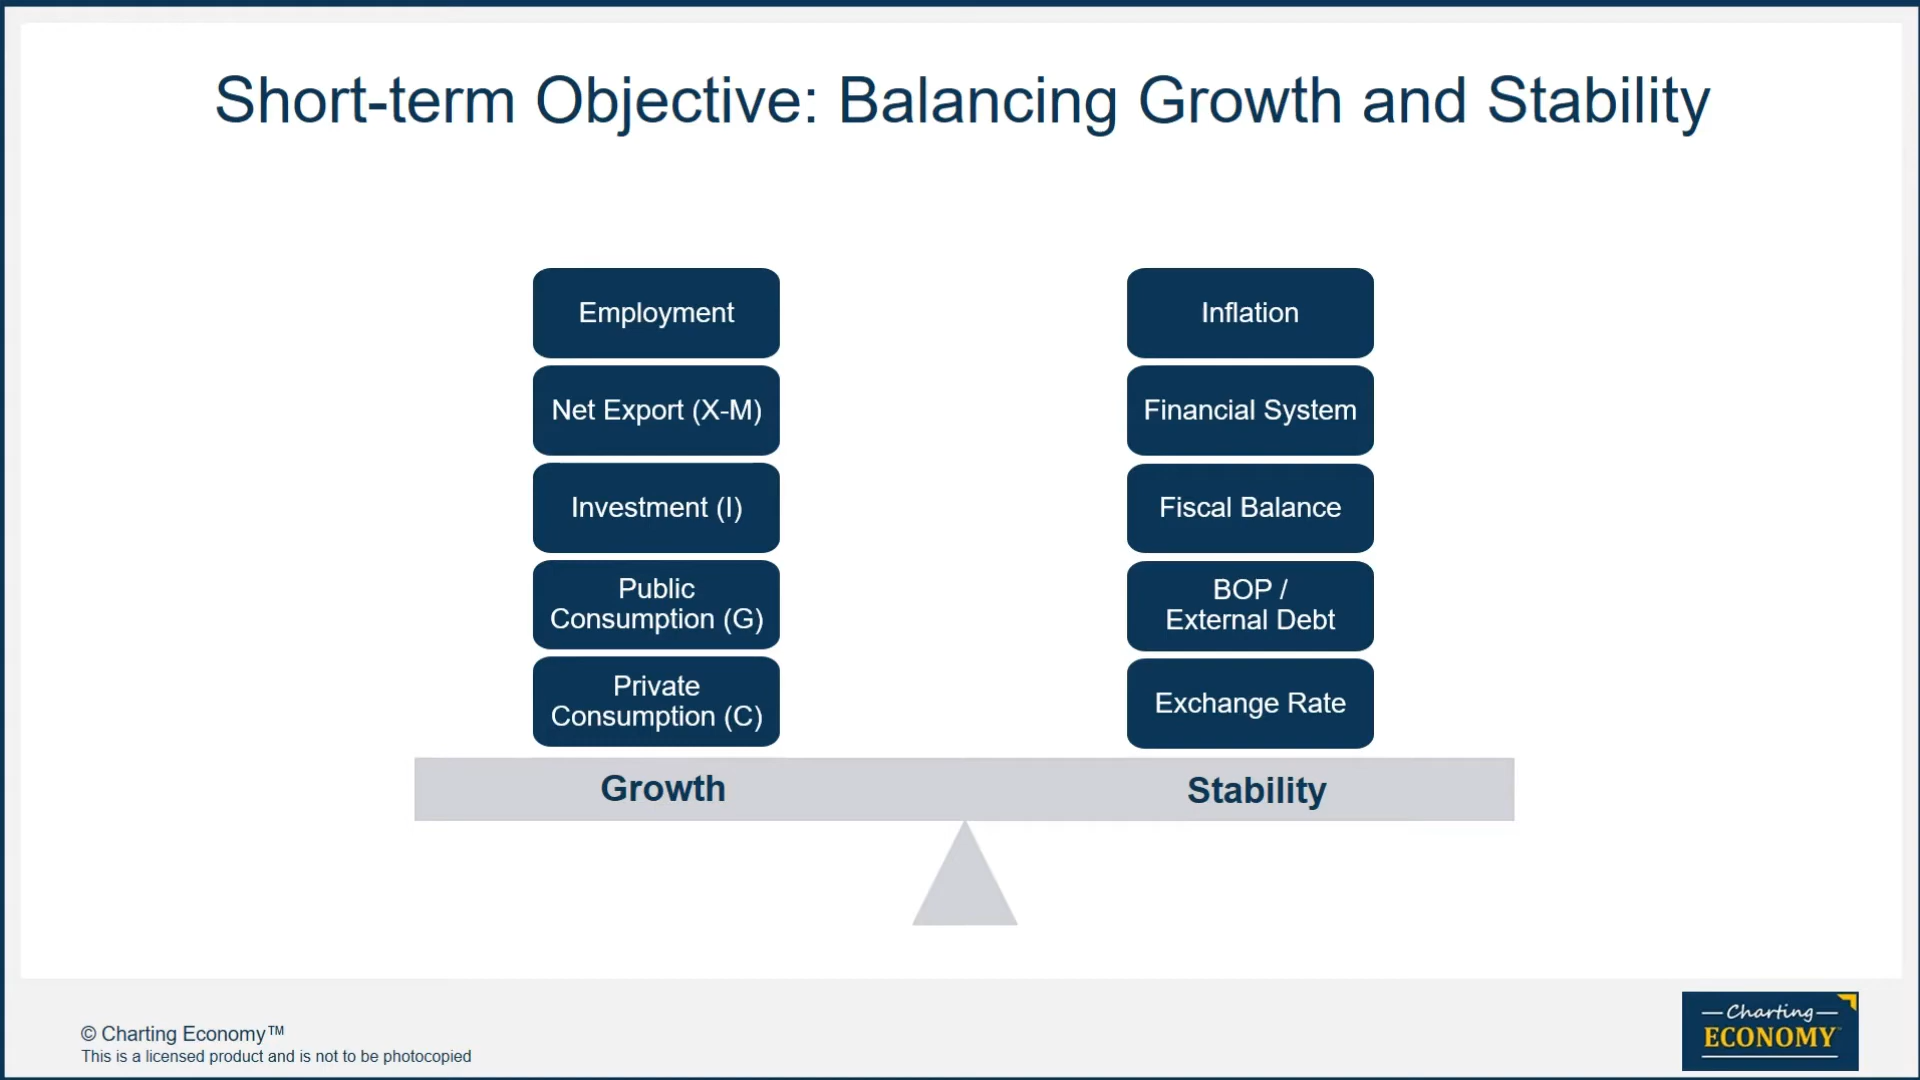 Short-term Objective: Balancing Growth and Stability
Employment
Net Export (X-M)
Investment (I)
Public
Consumption (G)
Private
Consumption (C)
Growth
Inflation
Financial System
Fiscal Balance
BOP /
External Debt
Exchange Rate
Stability
© Charting Economy™
This is a licensed product and is not to be photocopied
Charting
ECONOMY